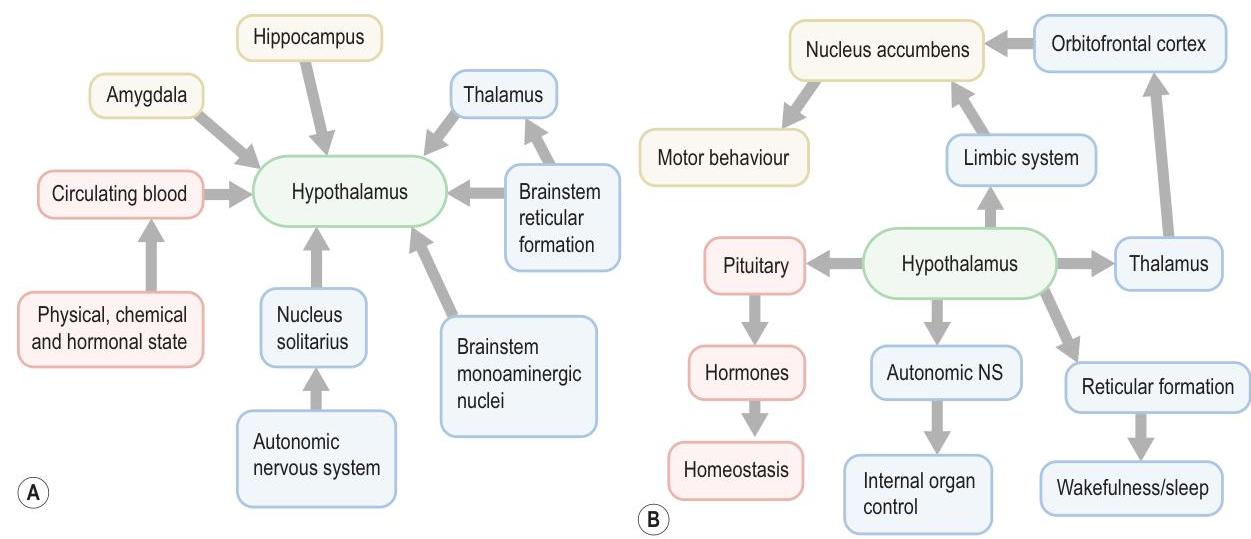 Hippocampus
Amygdala
Thalamus
Circulating blood
Hypothalamus
Brainstem
reticular
formation
Physical, chemical
and hormonal state
Nucleus
solitarius
Brainstem
monoaminergic
nuclei
Autonomic
nervous system
A
Nucleus accumbens
Orbitofrontal cortex
Motor behaviour
Limbic system
Pituitary
Hypothalamus
Thalamus
Hormones
Autonomic NS
Reticular formation
Homeostasis
Internal organ
control
Wakefulness/sleep
B